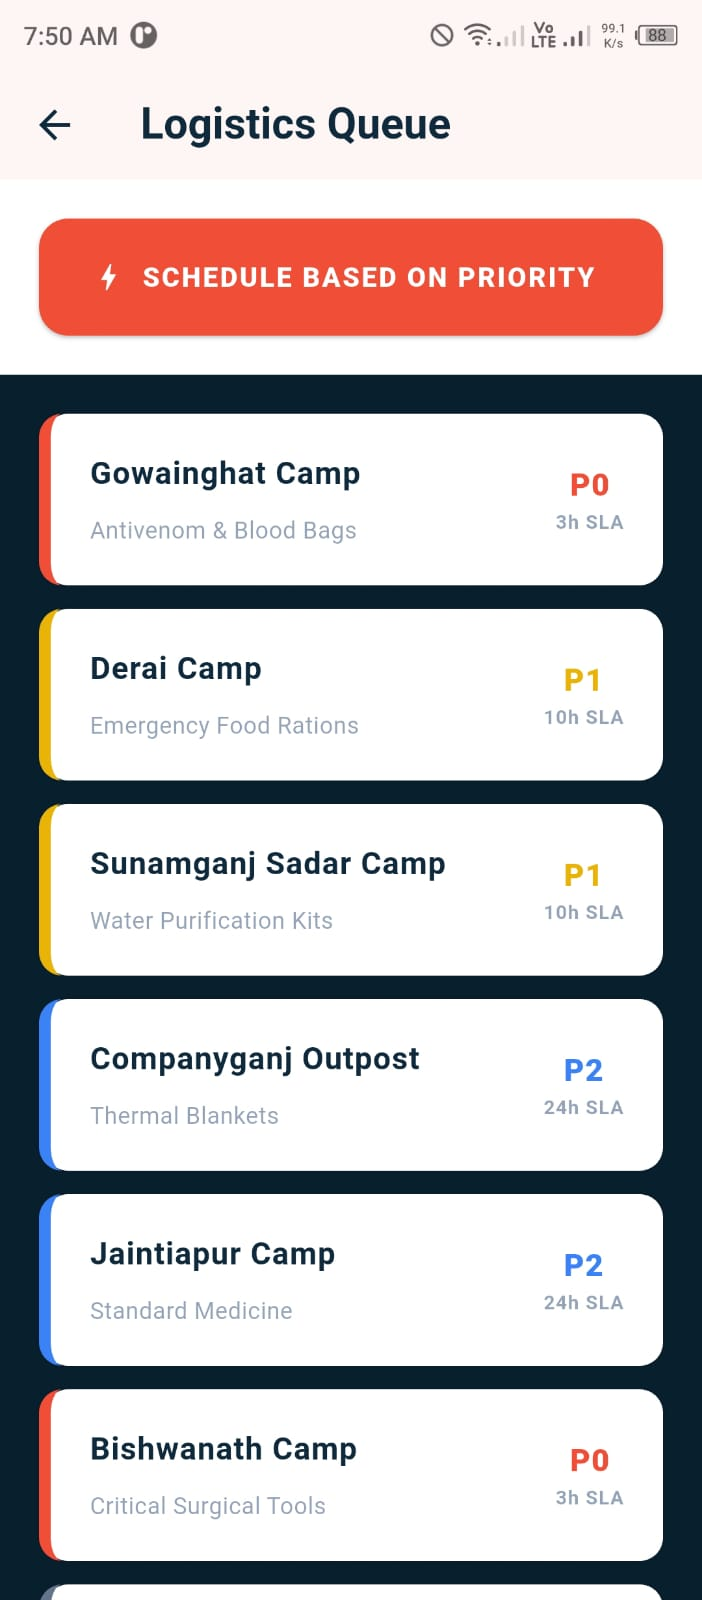 7:50 AM
Vo LTE
99.1 K/s
88
Logistics Queue
SCHEDULE BASED ON PRIORITY
Gowainghat Camp
P0
Antivenom & Blood Bags
3h SLA
Derai Camp
P1
Emergency Food Rations
10h SLA
Sunamganj Sadar Camp
P1
Water Purification Kits
10h SLA
Companyganj Outpost
P2
Thermal Blankets
24h SLA
Jaintiapur Camp
P2
Standard Medicine
24h SLA
Bishwanath Camp
P0
Critical Surgical Tools
3h SLA